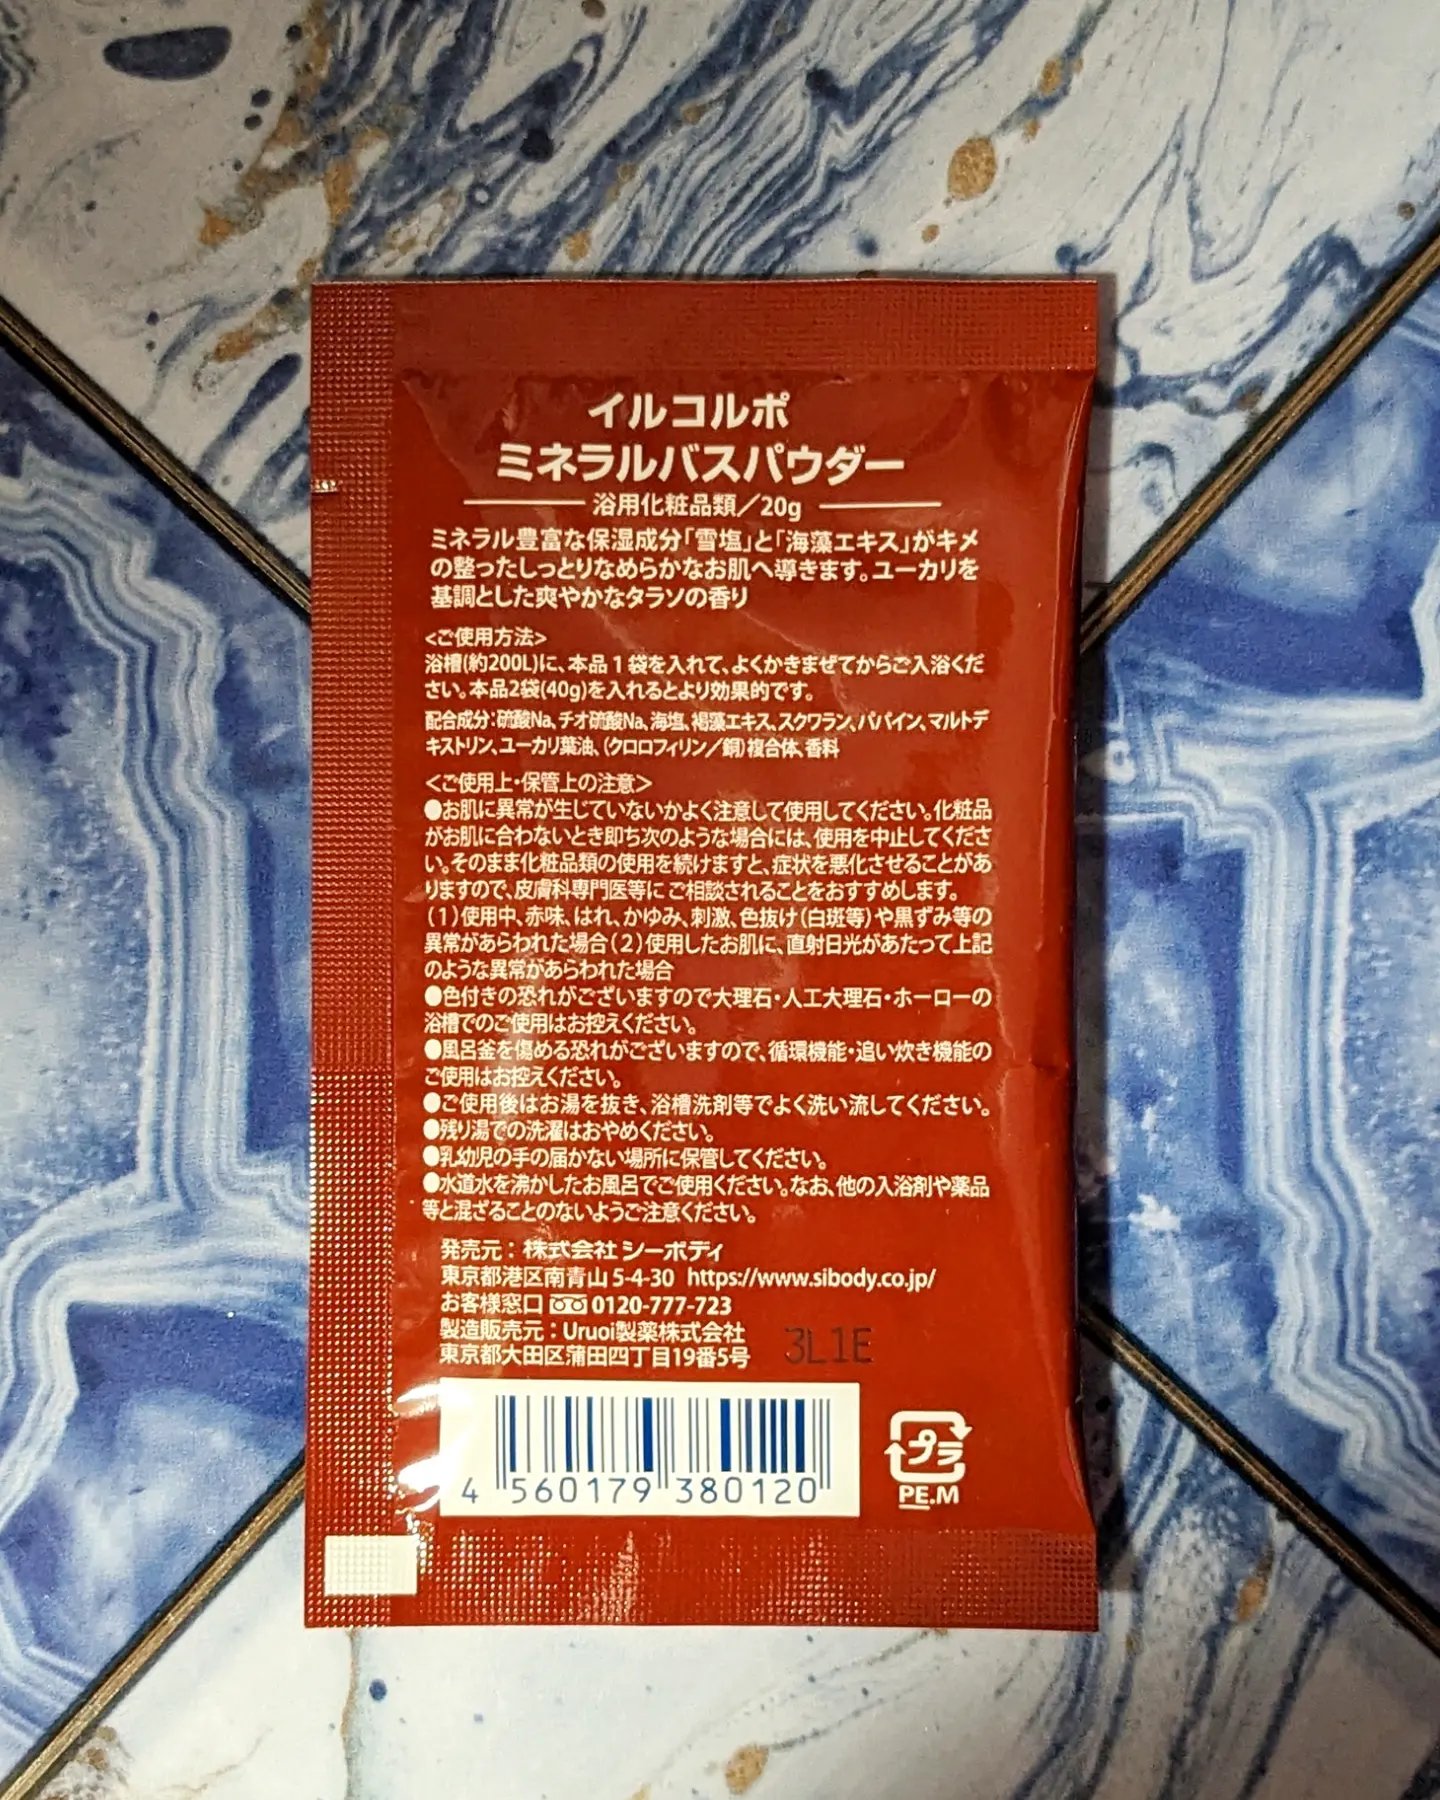 イルコルポ
ミネラルバスパウダー
浴用化粧品類／20g
ミネラル豊富な保湿成分「雪塩」と「海藻エキス」がキメ
の整ったしっとりなめらかなお肌へ導きます。ユーカリを
基調とした爽やかなタラソの香り
<ご使用方法>
浴槽(約200L)に、本品1袋を入れて、よくかきまぜてからご入浴くだ
さい。本品2袋(40g)を入れるとより効果的です。
配合成分：硫酸Na、チオ硫酸Na、海塩、褐藻エキス、スクワラン、パパイン、マルトデ
キストリン、ユーカリ葉油、(クロロフィリン／銅)複合体、香料
<ご使用上・保管上の注意>
●お肌に異常が生じていないかよく注意して使用してください。化粧品
がお肌に合わないとき即ち次のような場合には、使用を中止してくださ
い。そのまま化粧品類の使用を続けますと、症状を悪化させることがあ
りますので、皮膚科専門医等にご相談されることをおすすめします。
(1)使用中、赤味、はれ、かゆみ、刺激、色抜け(白斑等)や黒ずみ等の
異常があらわれた場合(2)使用したお肌に、直射日光があたって上記
のような異常があらわれた場合
●色付きの恐れがございますので大理石・人工大理石・ホーローの
浴槽でのご使用はお控えください。
●風呂釜を傷める恐れがございますので、循環機能・追い炊き機能の
ご使用はお控えください。
●ご使用後はお湯を抜き、浴槽洗剤等でよく洗い流してください。
●残り湯での洗濯はおやめください。
●乳幼児の手の届かない場所に保管してください。
●水道水を沸かしたお風呂でご使用ください。なお、他の入浴剤や薬品
等と混ざることのないようご注意ください。
発売元：株式会社 シーボディ
東京都港区南青山 5-4-30 https://www.sibody.co.jp/
お客様窓口 0120-777-723
製造販売元：Uruoi製薬株式会社
東京都大田区蒲田四丁目19番5号 3L1E
4 560179 380120
プラ
PE.M